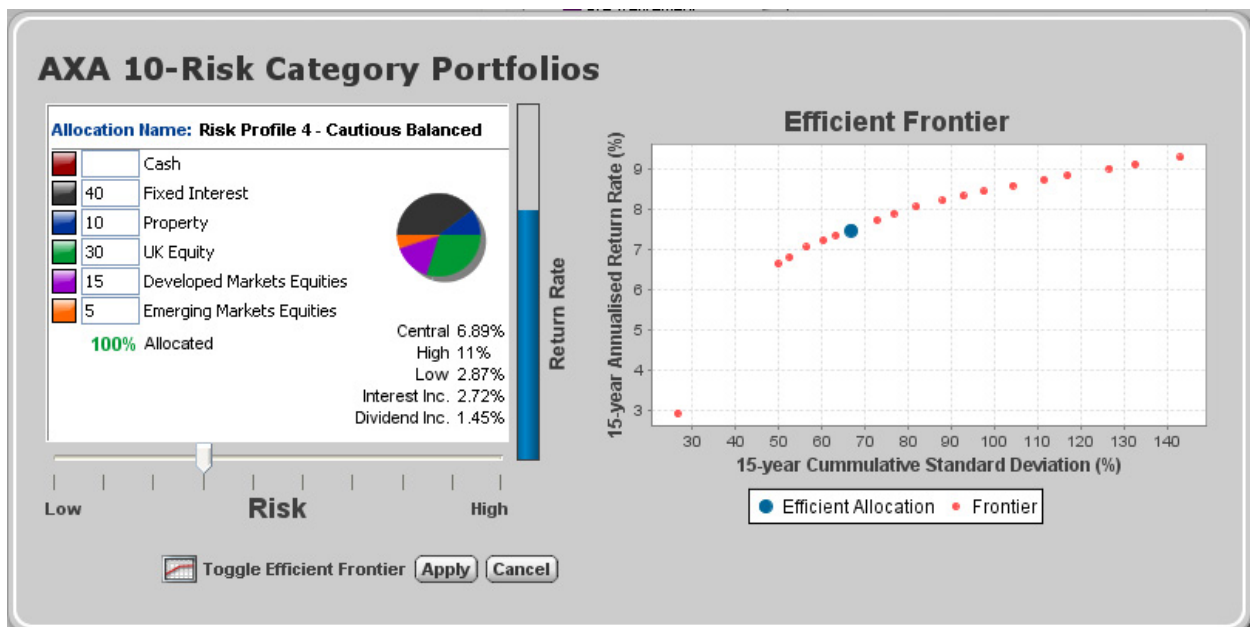 AXA 10-Risk Category Portfolios
Allocation Name: Risk Profile 4 - Cautious Balanced
Cash
40 Fixed Interest
10 Property
30 UK Equity
15 Developed Markets Equities
5 Emerging Markets Equities
100% Allocated
Central 6.89%
High 11%
Low 2.87%
Interest Inc. 2.72%
Dividend Inc. 1.45%
Return Rate
Low
Risk
High
Toggle Efficient Frontier
Apply
Cancel
Efficient Frontier
15-year Annualised Return Rate (%)
9
8
7
6
5
4
3
30 40 50 60 70 80 90 100 110 120 130 140
15-year Cummulative Standard Deviation (%)
Efficient Allocation Frontier